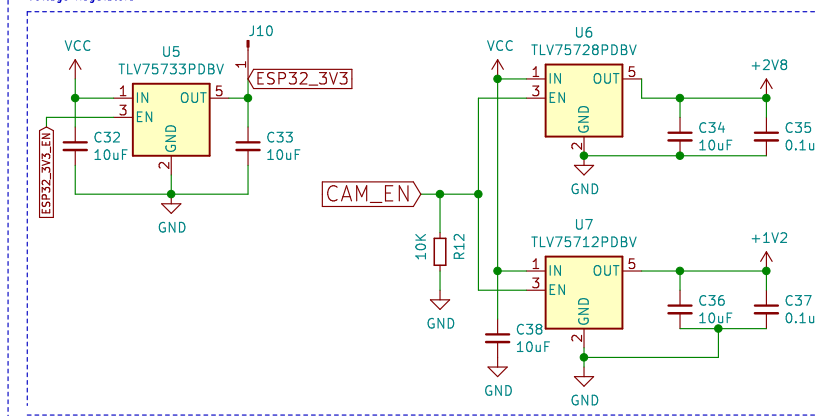 VCC
U5
TLV75733PDBV
J10
1
ESP32_3V3
1 IN OUT 5
3 EN
GND
2
C32
10uF
C33
10uF
ESP32_3V3_EN
GND
VCC
U6
TLV75728PDBV
+2V8
1 IN OUT 5
3 EN
GND
2
C34
10uF
C35
0.1u
GND
CAM_EN
10K
R12
GND
U7
TLV75712PDBV
+1V2
1 IN OUT 5
3 EN
GND
2
C36
10uF
C37
0.1u
C38
10uF
GND
GND